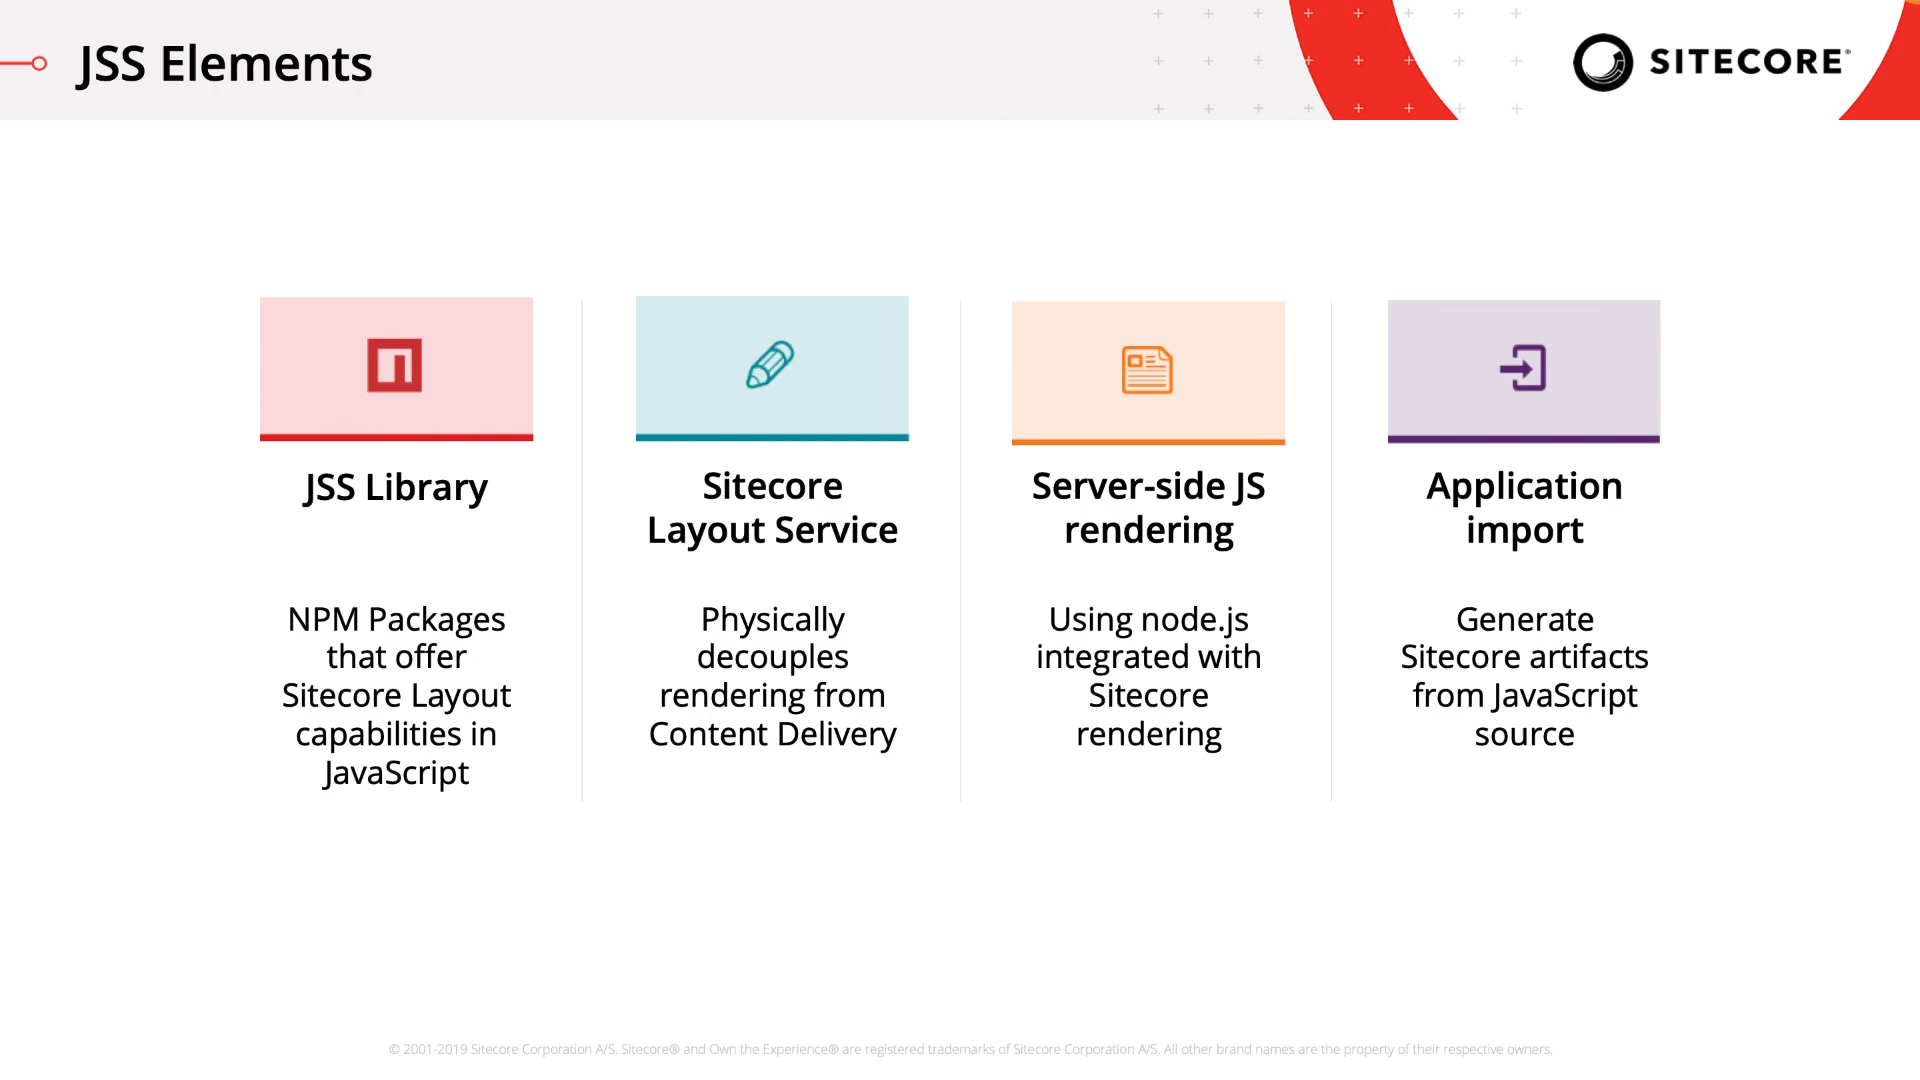 JSS Elements
SITECORE®
JSS Library
NPM Packages
that offer
Sitecore Layout
capabilities in
JavaScript
Sitecore
Layout Service
Physically
decouples
rendering from
Content Delivery
Server-side JS
rendering
Using node.js
integrated with
Sitecore
rendering
Application
import
Generate
Sitecore artifacts
from JavaScript
source
© 2001-2019 Sitecore Corporation A/S. Sitecore® and Own the Experience® are registered trademarks of Sitecore Corporation A/S. All other brand names are the property of their respective owners.